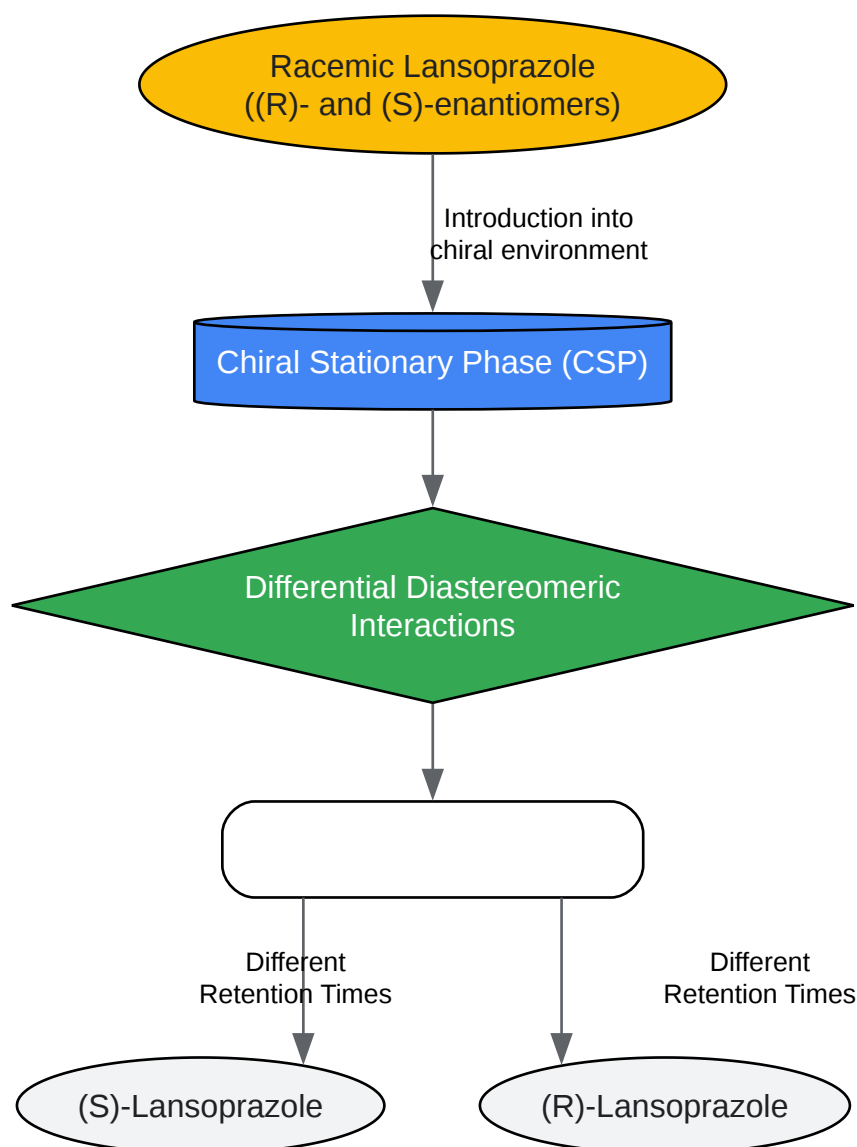 Racemic Lansoprazole
((R)- and (S)-enantiomers)
Introduction into
chiral environment
Chiral Stationary Phase (CSP)
Differential Diastereomeric
Interactions
Different
Retention Times
Different
Retention Times
(S)-Lansoprazole
(R)-Lansoprazole